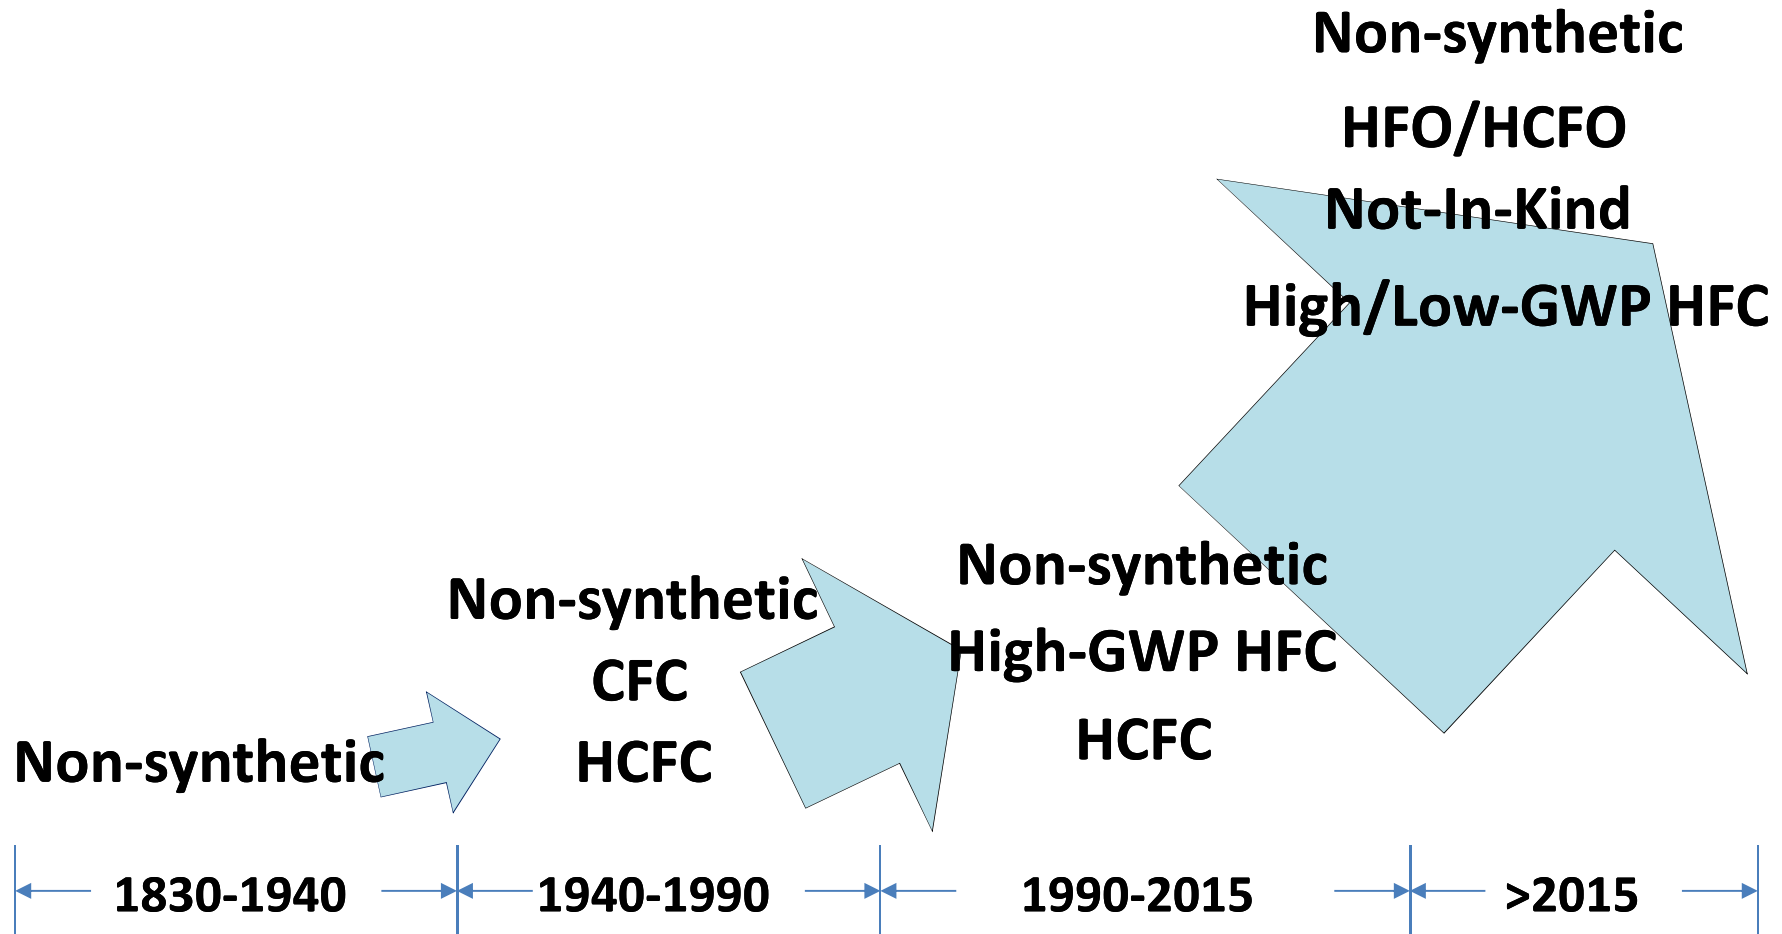 Non-synthetic
Non-synthetic
CFC
HCFC
Non-synthetic
High-GWP HFC
HCFC
Non-synthetic
HFO/HCFO
Not-In-Kind
High/Low-GWP HFC
1830-1940
1940-1990
1990-2015
>2015